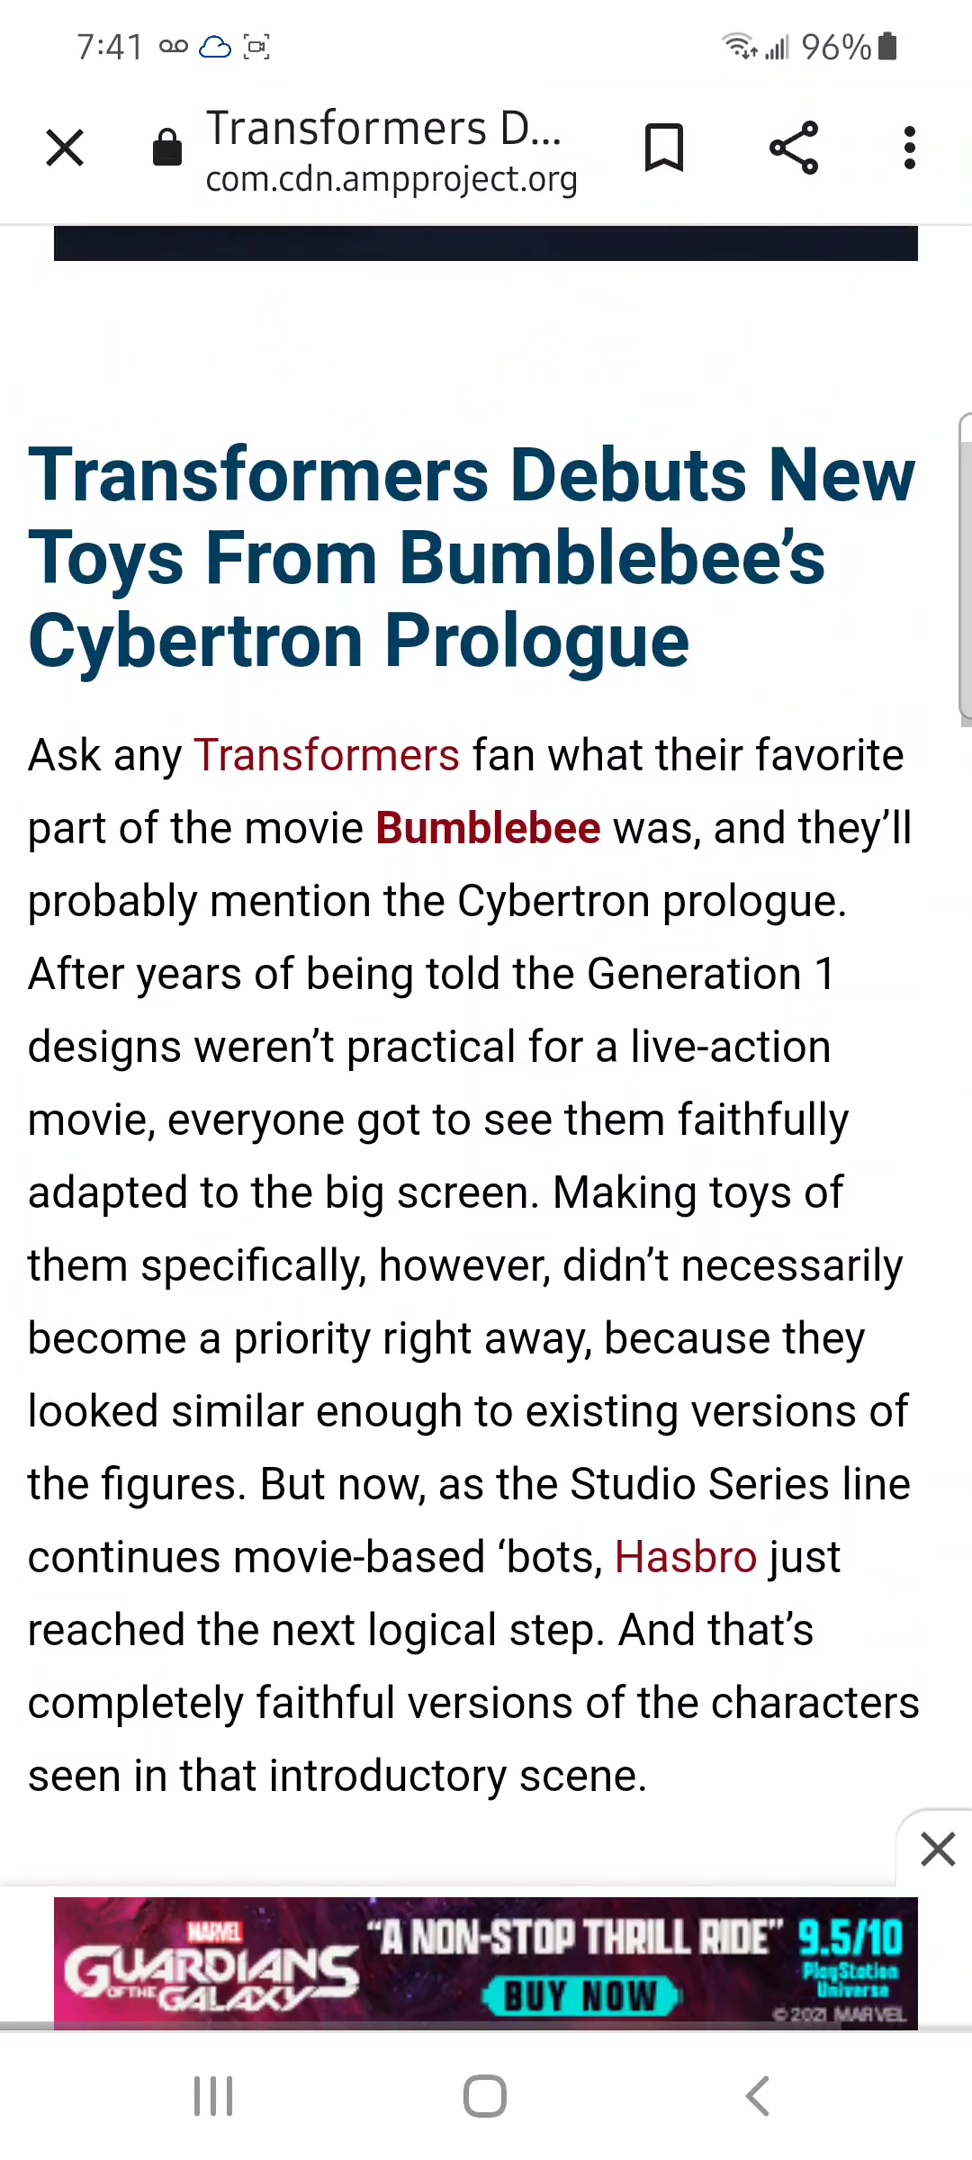 7:41
96%
Transformers D...
com.cdn.ampproject.org
Transformers Debuts New
Toys From Bumblebee’s
Cybertron Prologue
Ask any Transformers fan what their favorite
part of the movie Bumblebee was, and they’ll
probably mention the Cybertron prologue.
After years of being told the Generation 1
designs weren’t practical for a live-action
movie, everyone got to see them faithfully
adapted to the big screen. Making toys of
them specifically, however, didn’t necessarily
become a priority right away, because they
looked similar enough to existing versions of
the figures. But now, as the Studio Series line
continues movie-based ‘bots, Hasbro just
reached the next logical step. And that’s
completely faithful versions of the characters
seen in that introductory scene.
MARVEL
GUARDIANS
OF THE
GALAXY
“A NON-STOP THRILL RIDE”
BUY NOW
9.5/10
PlayStation
Universe
© 2021 MARVEL